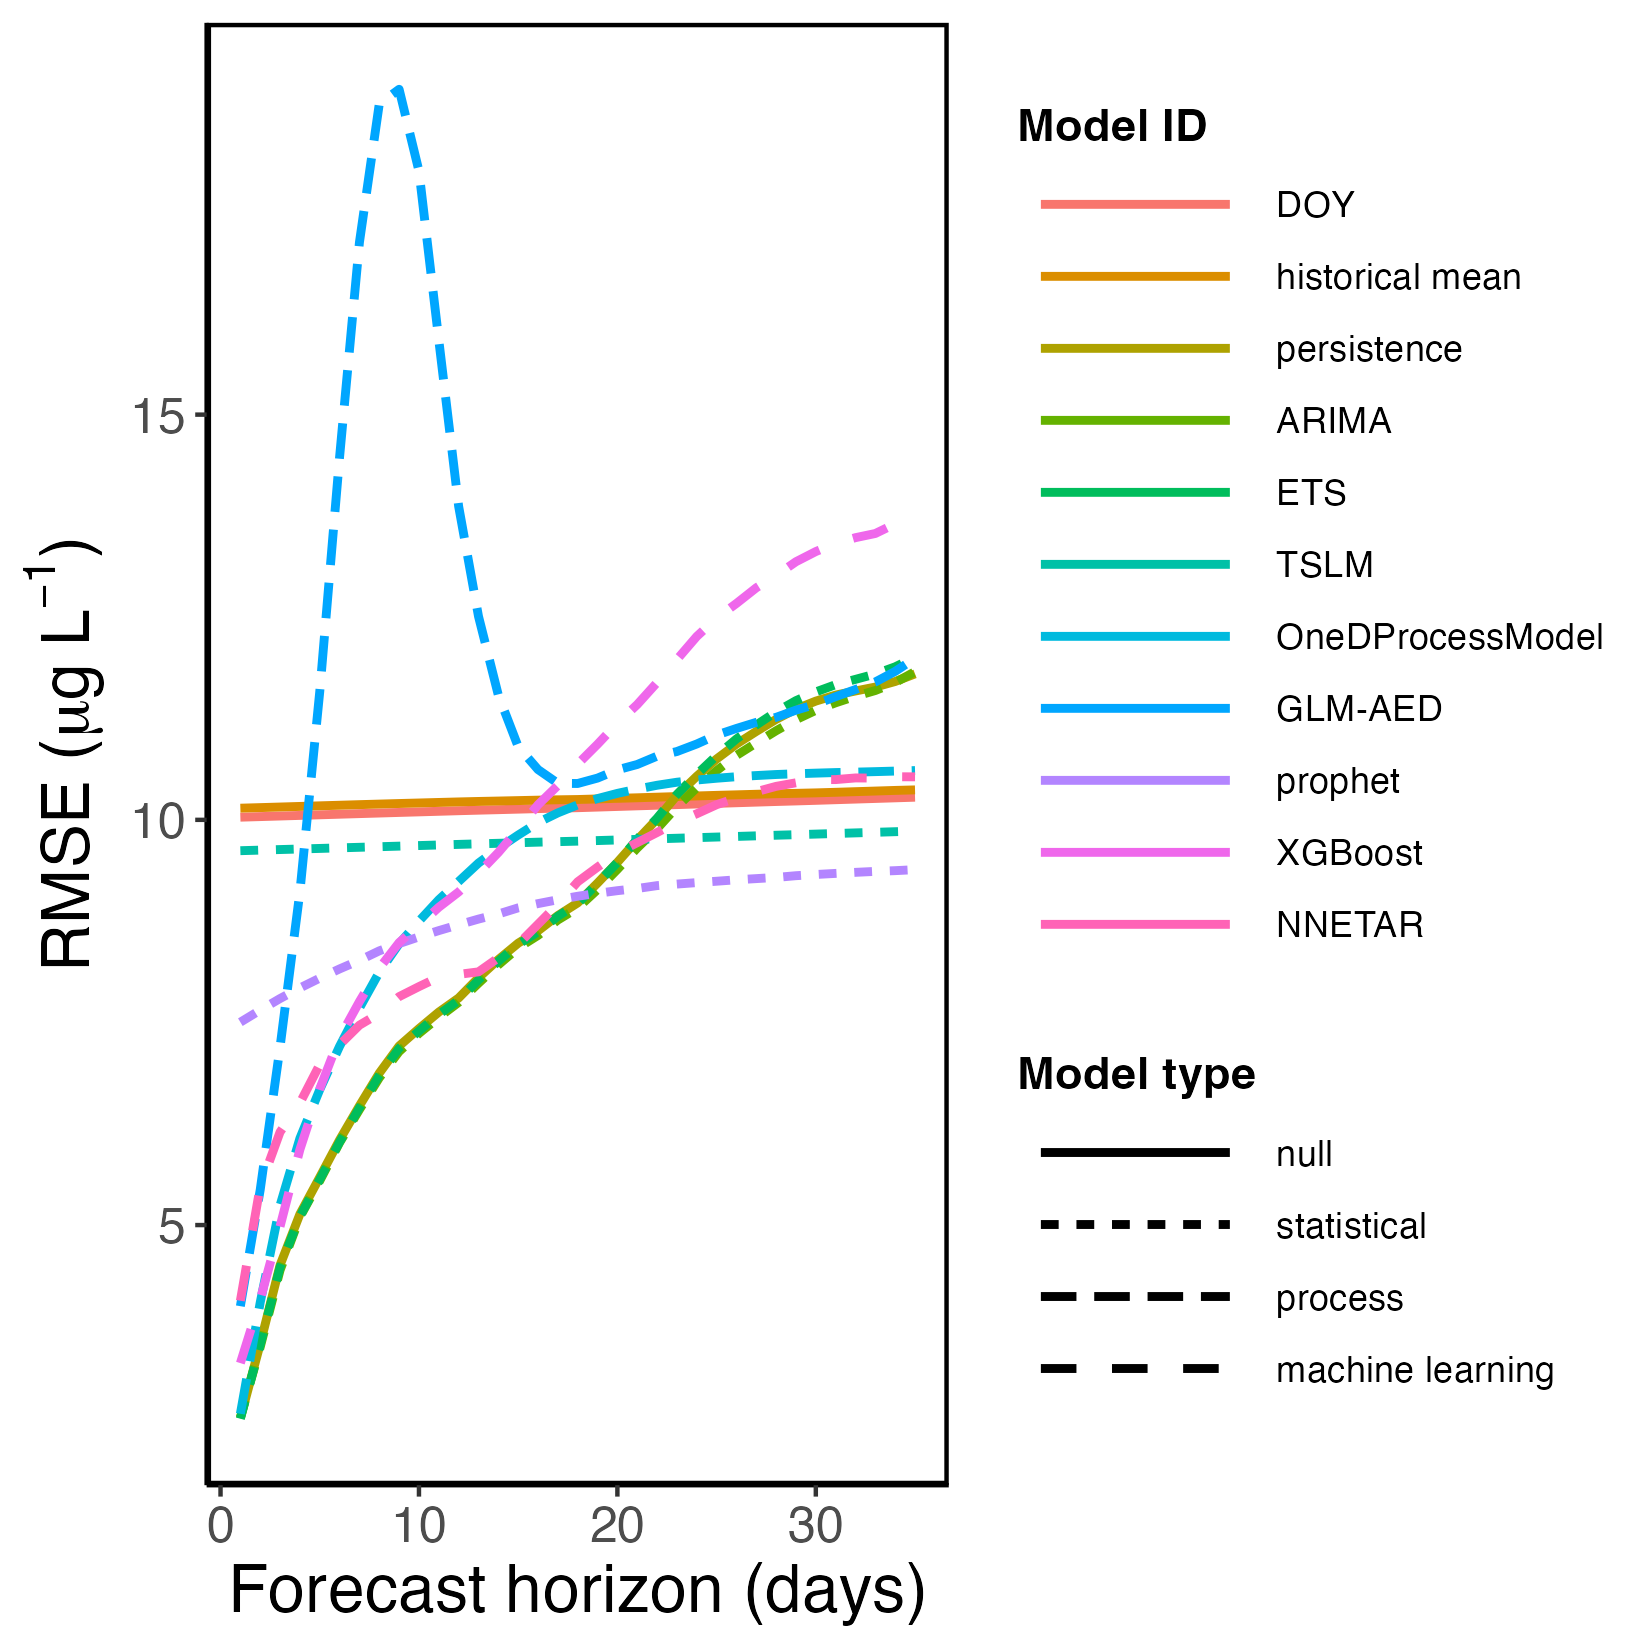 15
10
5
RMSE (μg L⁻¹)
0 10 20 30
Forecast horizon (days)
Model ID
DOY
historical mean
persistence
ARIMA
ETS
TSLM
OneDProcessModel
GLM-AED
prophet
XGBoost
NNETAR
Model type
null
statistical
process
machine learning